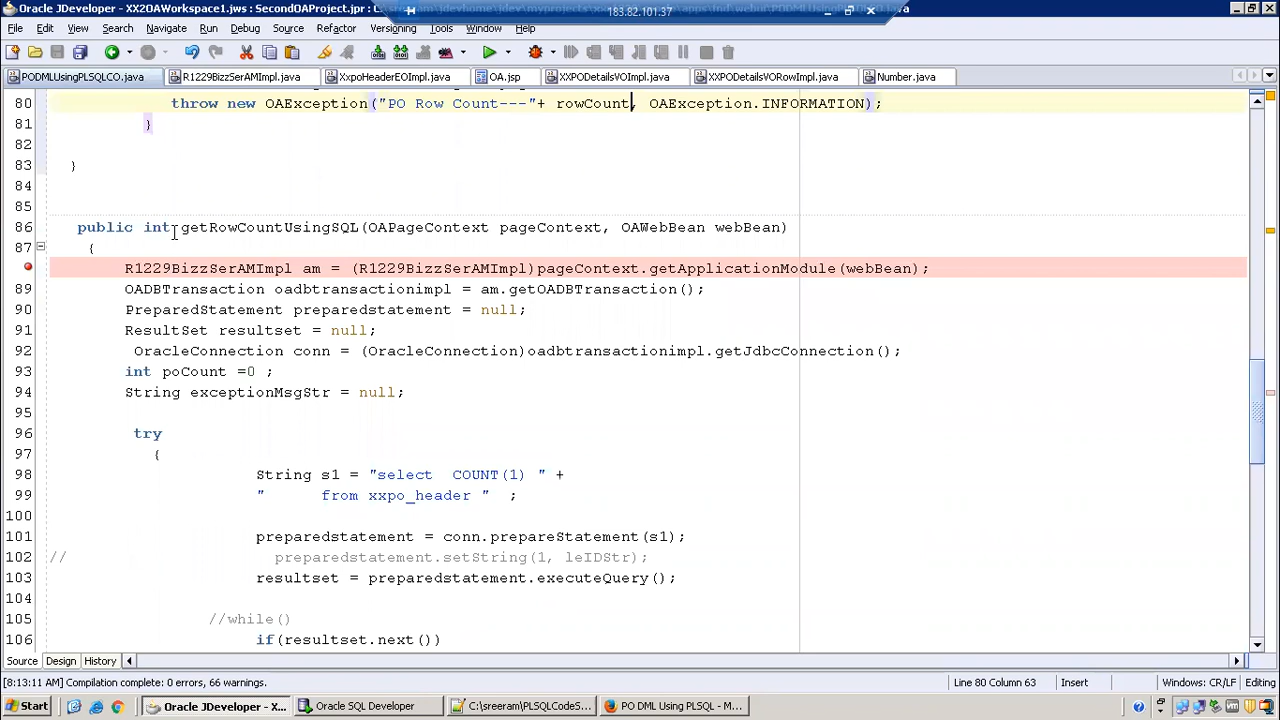 Oracle JDeveloper - XX2OAWorkspace1.jws : SecondOAProject.jpr :
183.82.101.37
File Edit View Search Navigate Run Debug Source Refactor Versioning Tools Window Help
PODMLUsingPLSQLCO.java R1229BizzSerAMImpl.java XxpoHeaderEOImpl.java OA.jsp XXPODetailsVOImpl.java XXPODetailsVORowImpl.java Number.java
80 throw new OAException("PO Row Count---"+ rowCount, OAException.INFORMATION);
81 }
82
83 }
84
85
86 public int getRowCountUsingSQL(OAPageContext pageContext, OAWebBean webBean)
87 {
R1229BizzSerAMImpl am = (R1229BizzSerAMImpl)pageContext.getApplicationModule(webBean);
89 OADBTransaction oadbtransactionimpl = am.getOADBTransaction();
90 PreparedStatement preparedstatement = null;
91 ResultSet resultset = null;
92 OracleConnection conn = (OracleConnection)oadbtransactionimpl.getJdbcConnection();
93 int poCount =0 ;
94 String exceptionMsgStr = null;
95
96 try
97 {
98 String s1 = "select COUNT(1) " +
99 " from xxpo_header " ;
100
101 preparedstatement = conn.prepareStatement(s1);
102 // preparedstatement.setString(1, leIDStr);
103 resultset = preparedstatement.executeQuery();
104
105 //while()
106 if(resultset.next())
Source Design History
8:13:11 AM] Compilation complete: 0 errors, 66 warnings. Line 80 Column 63 Insert Windows: CR/LF Editing
Start Oracle JDeveloper - X... Oracle SQL Developer C:\sreeram\PLSQLCodeS... PO DML Using PLSQL - M...